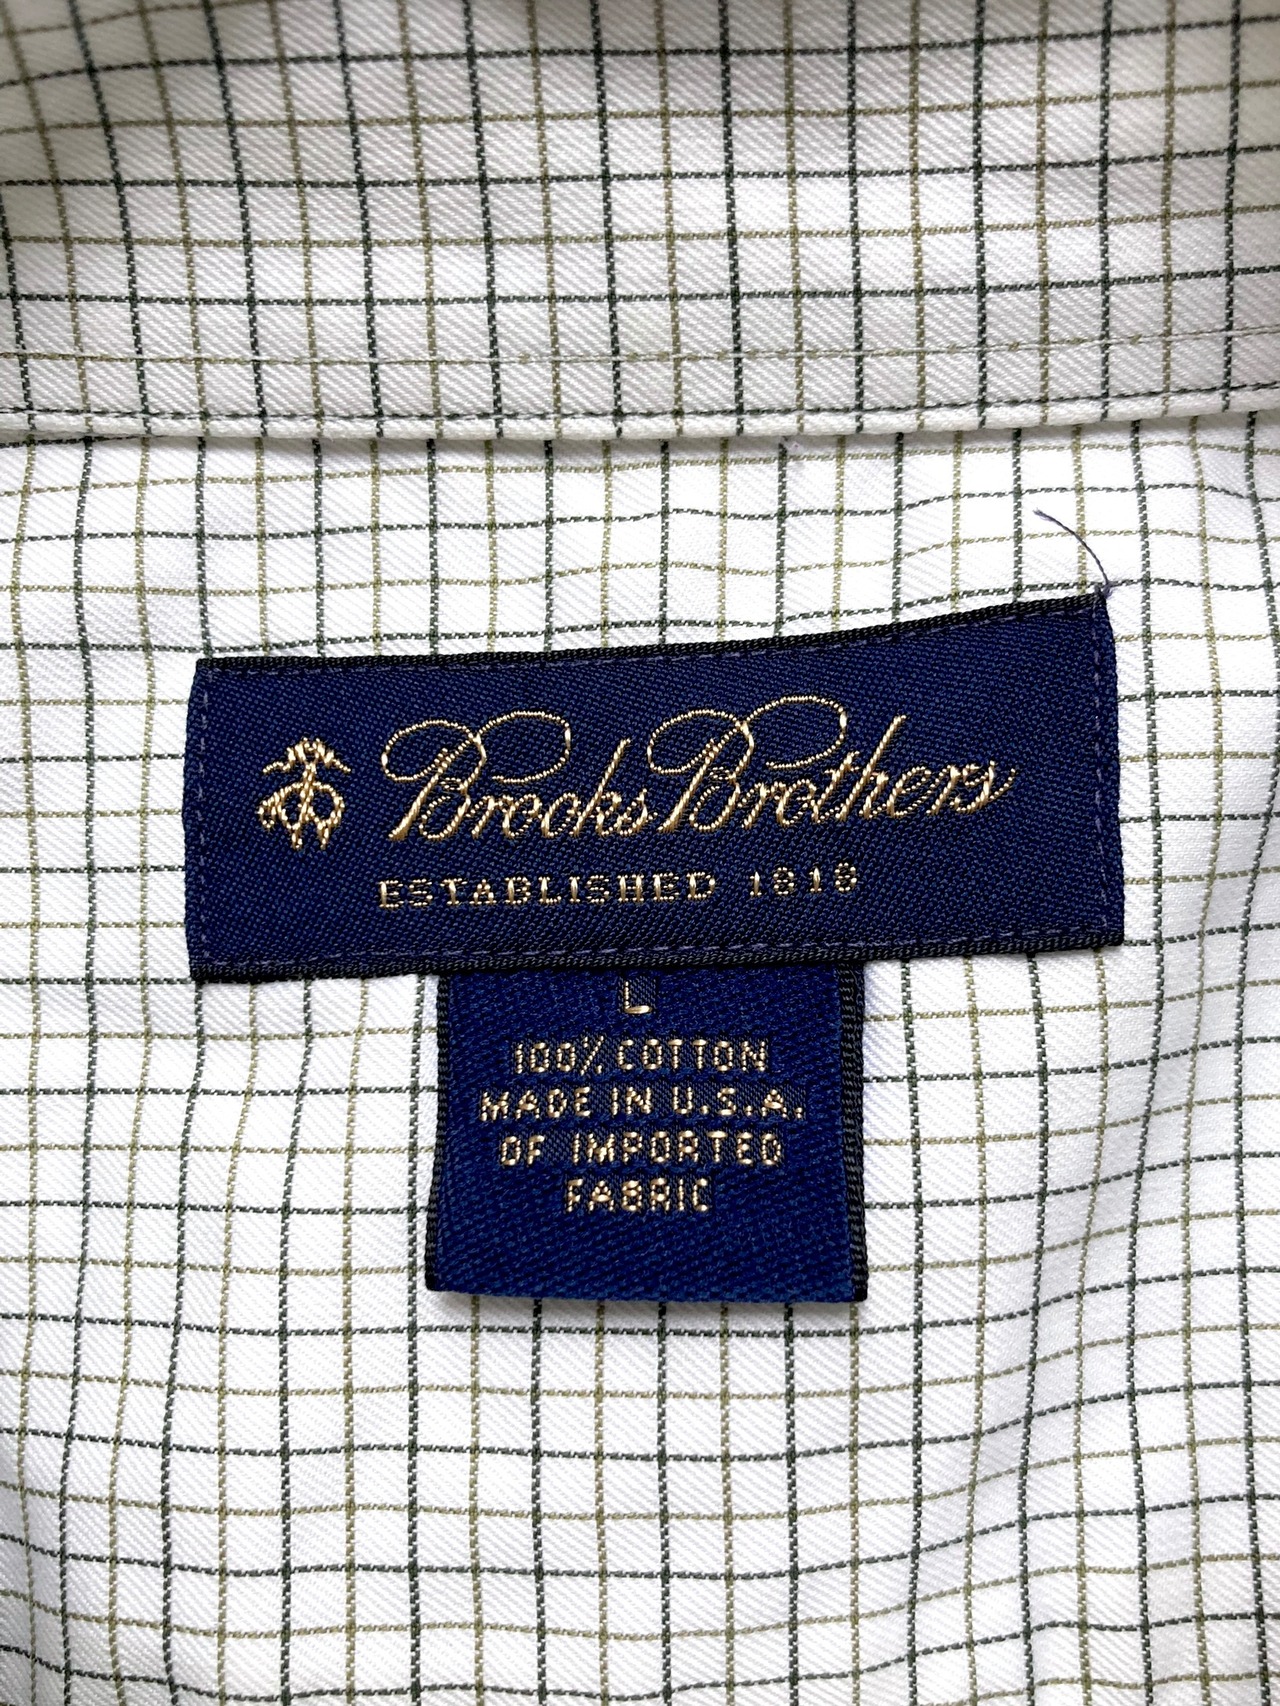 Brooks Brothers
ESTABLISHED 1818
L
100% COTTON
MADE IN U.S.A.
OF IMPORTED
FABRIC